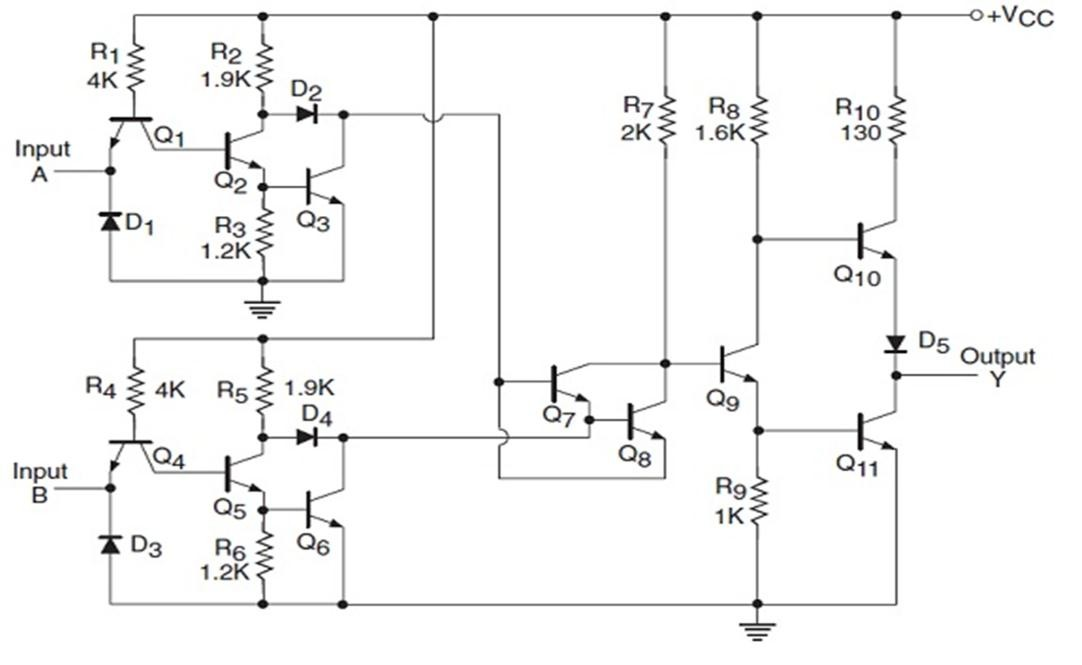 +VCC
R1
4K
R2
1.9K
D2
Q1
Input
A
Q2
D1
R3
1.2K
Q3
R7
2K
R8
1.6K
R10
130
Q10
D5
Output
Y
R4
4K
R5
1.9K
D4
Q4
Input
B
Q5
D3
R6
1.2K
Q6
Q7
Q8
Q9
Q11
R9
1K